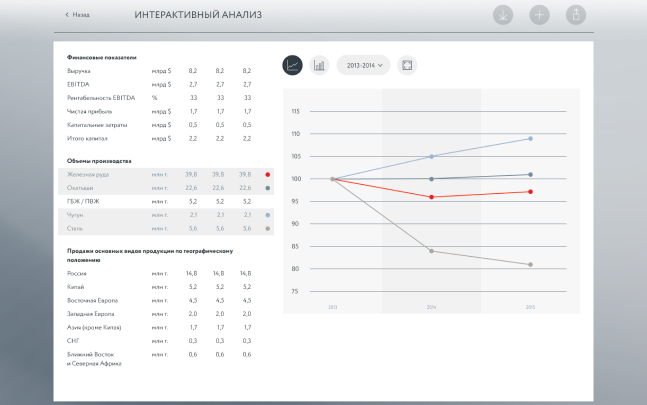 Назад
ИНТЕРАКТИВНЫЙ АНАЛИЗ
Финансовые показатели
Выручка млрд $ 8,2 8,2 8,2
EBITDA млрд $ 2,7 2,7 2,7
Рентабельность EBITDA % 33 33 33
Чистая прибыль млрд $ 1,7 1,7 1,7
Капитальные затраты млрд $ 0,5 0,5 0,5
Итого капитал млрд $ 2,2 2,2 2,2
Объемы производства
Железная руда млн т. 39,8 39,8 39,8
Окатыши млн т. 22,6 22,6 22,6
ГБЖ / ПВЖ млн т. 5,2 5,2 5,2
Чугун млн т. 2,1 2,1 2,1
Сталь млн т. 5,6 5,6 5,6
Продажи основных видов продукции по географическому
положению
Россия млн т. 14,8 14,8 14,8
Китай млн т. 5,2 5,2 5,2
Восточная Европа млн т. 4,5 4,5 4,5
Западная Европа млн т. 2,0 2,0 2,0
Азия (кроме Китая) млн т. 1,7 1,7 1,7
СНГ млн т. 0,3 0,3 0,3
Ближний Восток млн т. 0,6 0,6 0,6
и Северная Африка
2013-2014
115
110
105
100
95
90
85
80
75
2013 2014 2015